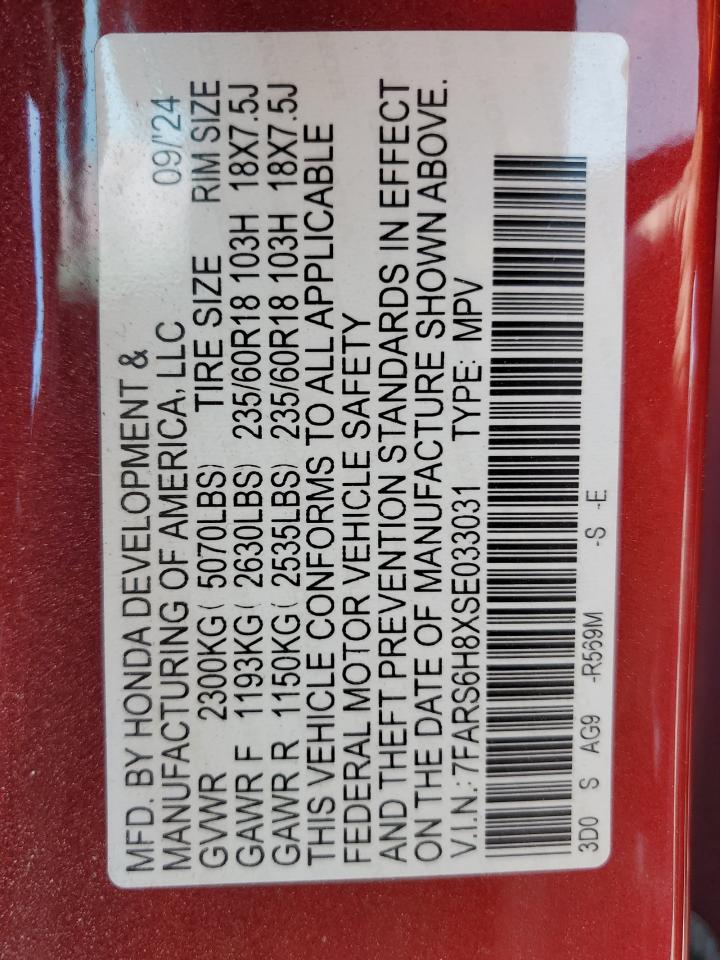 MFD. BY HONDA DEVELOPMENT &
MANUFACTURING OF AMERICA, LLC 09/'24
GVWR 2300KG( 5070LBS) TIRE SIZE RIM SIZE
GAWR F 1193KG( 2630LBS) 235/60R18 103H 18X7.5J
GAWR R 1150KG( 2535LBS) 235/60R18 103H 18X7.5J
THIS VEHICLE CONFORMS TO ALL APPLICABLE
FEDERAL MOTOR VEHICLE SAFETY
AND THEFT PREVENTION STANDARDS IN EFFECT
ON THE DATE OF MANUFACTURE SHOWN ABOVE.
V.I.N.: 7FARS6H8XSE033031 TYPE: MPV
3D0 S AG9 -R569M -S -E